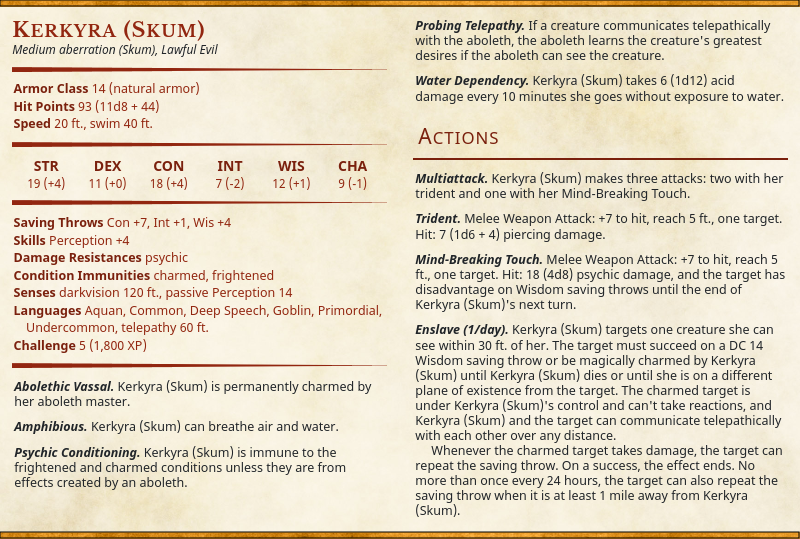 Kerkyra (Skum)
Medium aberration (Skum), Lawful Evil
Armor Class 14 (natural armor)
Hit Points 93 (11d8 + 44)
Speed 20 ft., swim 40 ft.
STR DEX CON INT WIS CHA
19 (+4) 11 (+0) 18 (+4) 7 (-2) 12 (+1) 9 (-1)
Saving Throws Con +7, Int +1, Wis +4
Skills Perception +4
Damage Resistances psychic
Condition Immunities charmed, frightened
Senses darkvision 120 ft., passive Perception 14
Languages Aquan, Common, Deep Speech, Goblin, Primordial,
Undercommon, telepathy 60 ft.
Challenge 5 (1,800 XP)
Abolethic Vassal. Kerkyra (Skum) is permanently charmed by
her aboleth master.
Amphibious. Kerkyra (Skum) can breathe air and water.
Psychic Conditioning. Kerkyra (Skum) is immune to the
frightened and charmed conditions unless they are from
effects created by an aboleth.
Probing Telepathy. If a creature communicates telepathically
with the aboleth, the aboleth learns the creature's greatest
desires if the aboleth can see the creature.
Water Dependency. Kerkyra (Skum) takes 6 (1d12) acid
damage every 10 minutes she goes without exposure to water.
Actions
Multiattack. Kerkyra (Skum) makes three attacks: two with her
trident and one with her Mind-Breaking Touch.
Trident. Melee Weapon Attack: +7 to hit, reach 5 ft., one target.
Hit: 7 (1d6 + 4) piercing damage.
Mind-Breaking Touch. Melee Weapon Attack: +7 to hit, reach 5
ft., one target. Hit: 18 (4d8) psychic damage, and the target has
disadvantage on Wisdom saving throws until the end of
Kerkyra (Skum)'s next turn.
Enslave (1/day). Kerkyra (Skum) targets one creature she can
see within 30 ft. of her. The target must succeed on a DC 14
Wisdom saving throw or be magically charmed by Kerkyra
(Skum) until Kerkyra (Skum) dies or until she is on a different
plane of existence from the target. The charmed target is
under Kerkyra (Skum)'s control and can't take reactions, and
Kerkyra (Skum) and the target can communicate telepathically
with each other over any distance.
Whenever the charmed target takes damage, the target can
repeat the saving throw. On a success, the effect ends. No
more than once every 24 hours, the target can also repeat the
saving throw when it is at least 1 mile away from Kerkyra
(Skum).